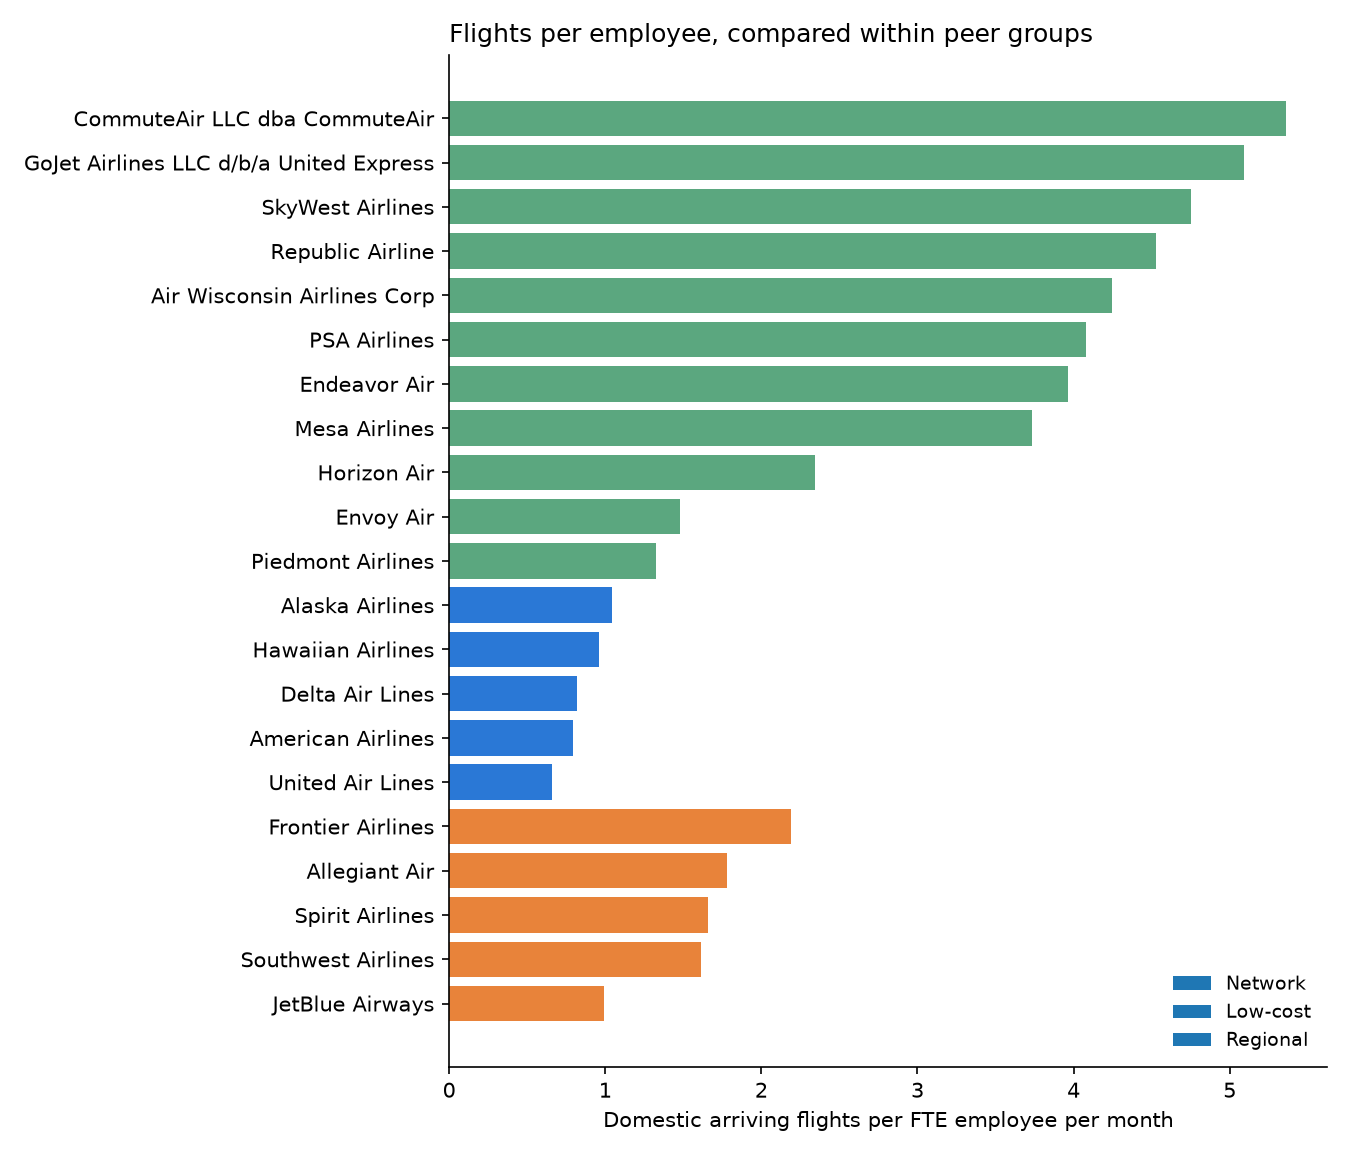 Flights per employee, compared within peer groups
CommuteAir LLC dba CommuteAir
GoJet Airlines LLC d/b/a United Express
SkyWest Airlines
Republic Airline
Air Wisconsin Airlines Corp
PSA Airlines
Endeavor Air
Mesa Airlines
Horizon Air
Envoy Air
Piedmont Airlines
Alaska Airlines
Hawaiian Airlines
Delta Air Lines
American Airlines
United Air Lines
Frontier Airlines
Allegiant Air
Spirit Airlines
Southwest Airlines
JetBlue Airways
Network
Low-cost
Regional
0 1 2 3 4 5
Domestic arriving flights per FTE employee per month